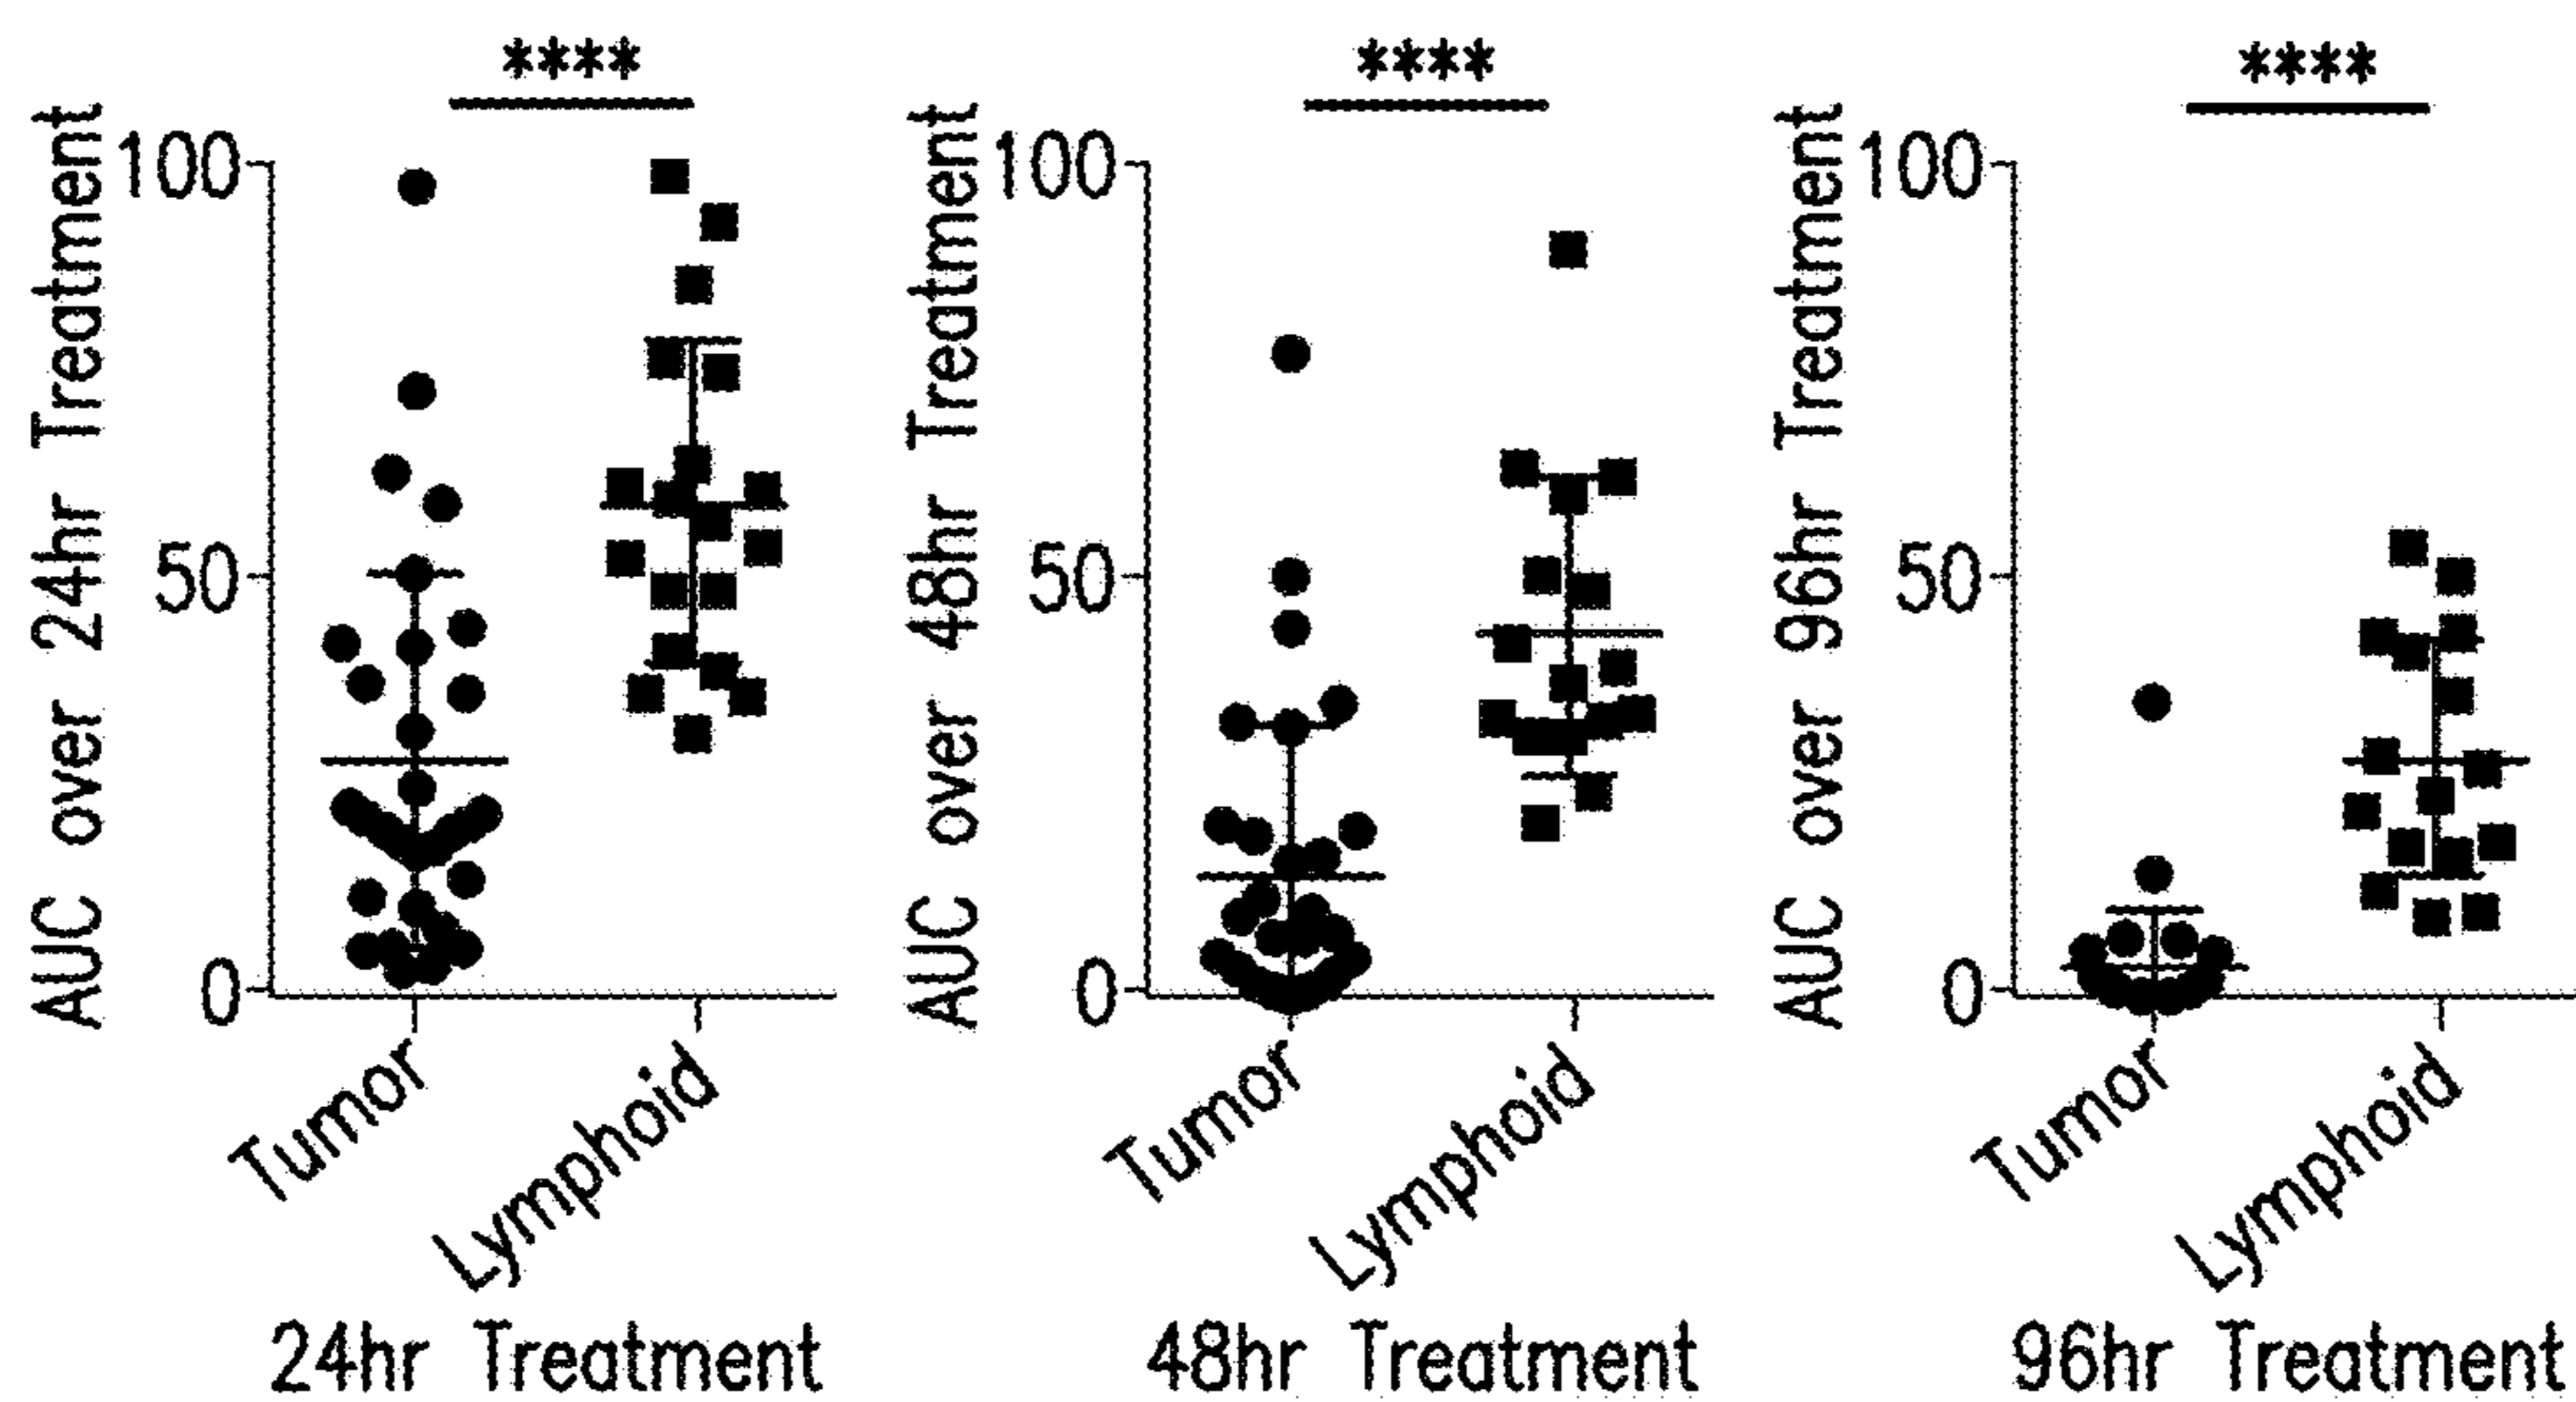 ****
AUC over 24hr Treatment
100
50
0
Tumor
Lymphoid
24hr Treatment
****
AUC over 48hr Treatment
100
50
0
Tumor
Lymphoid
48hr Treatment
****
AUC over 96hr Treatment
100
50
0
Tumor
Lymphoid
96hr Treatment